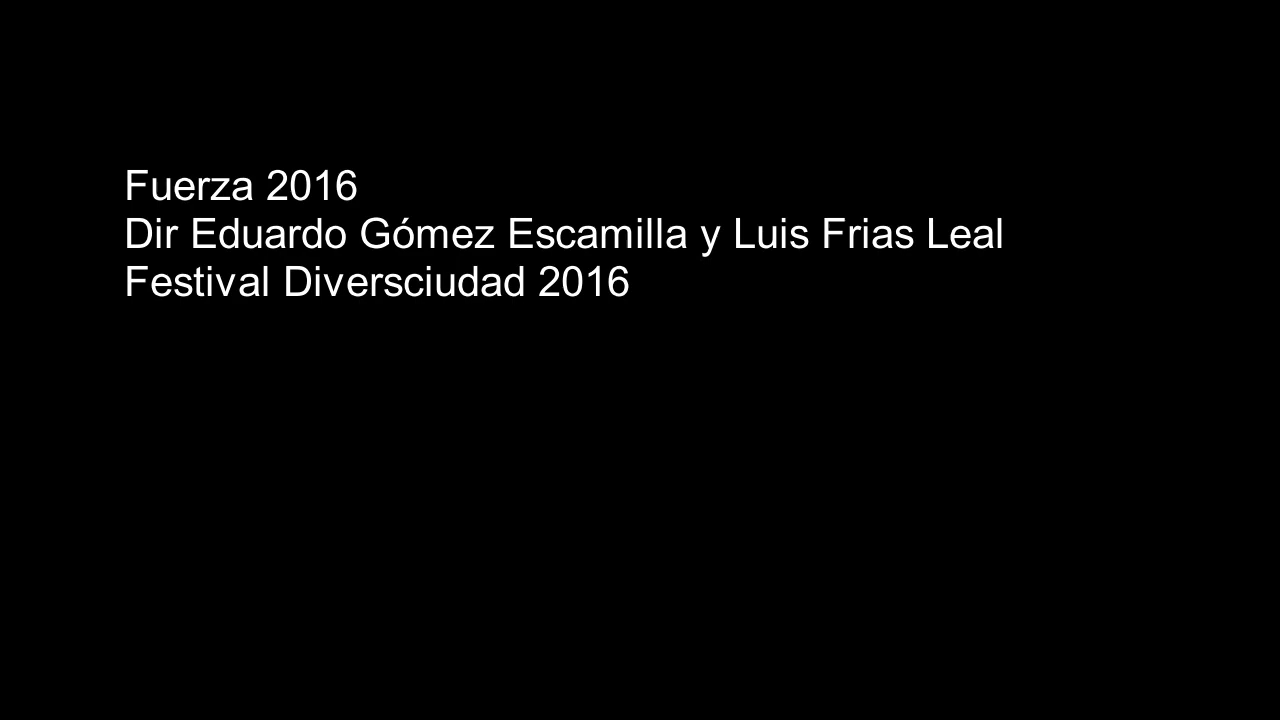 Fuerza 2016
Dir Eduardo Gómez Escamilla y Luis Frias Leal
Festival Diversciudad 2016